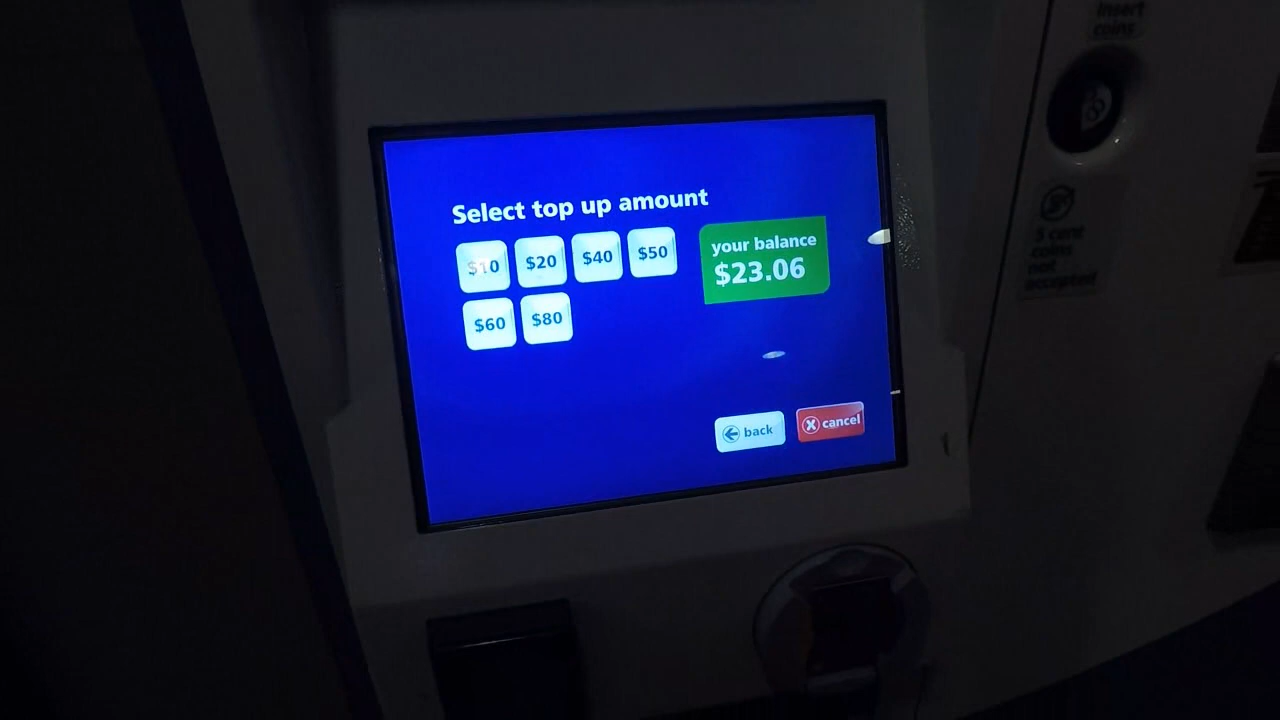 Insert
coins
Select top up amount
$10 $20 $40 $50
your balance
$23.06
$60 $80
5 cent
coins
not
accepted
back
cancel